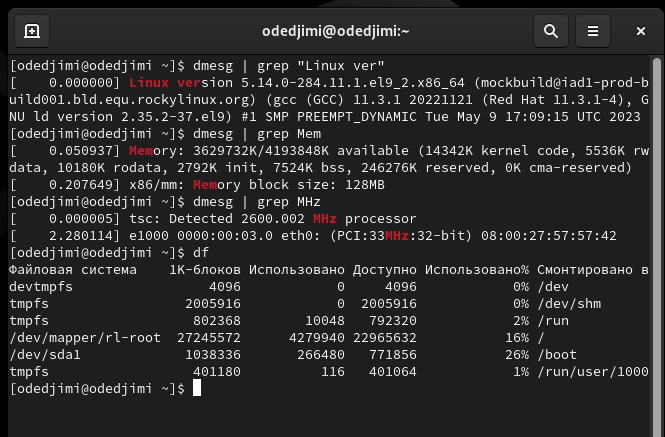 odedjimi@odedjimi:~
[odedjimi@odedjimi ~]$ dmesg | grep "Linux ver"
[    0.000000] Linux version 5.14.0-284.11.1.el9_2.x86_64 (mockbuild@iad1-prod-b
uild001.bld.equ.rockylinux.org) (gcc (GCC) 11.3.1 20221121 (Red Hat 11.3.1-4), G
NU ld version 2.35.2-37.el9) #1 SMP PREEMPT_DYNAMIC Tue May 9 17:09:15 UTC 2023
[odedjimi@odedjimi ~]$ dmesg | grep Mem
[    0.050937] Memory: 3629732K/4193848K available (14342K kernel code, 5536K rw
data, 10180K rodata, 2792K init, 7524K bss, 246276K reserved, 0K cma-reserved)
[    0.207649] x86/mm: Memory block size: 128MB
[odedjimi@odedjimi ~]$ dmesg | grep MHz
[    0.000005] tsc: Detected 2600.002 MHz processor
[    2.280114] e1000 0000:00:03.0 eth0: (PCI:33MHz:32-bit) 08:00:27:57:57:42
[odedjimi@odedjimi ~]$ df
Файловая система    1K-блоков Использовано Доступно Использовано% Смонтировано в
devtmpfs                 4096            0     4096            0% /dev
tmpfs                 2005916            0  2005916            0% /dev/shm
tmpfs                  802368        10048   792320            2% /run
/dev/mapper/rl-root  27245572      4279940 22965632           16% /
/dev/sda1             1038336       266480   771856           26% /boot
tmpfs                  401180          116   401064            1% /run/user/1000
[odedjimi@odedjimi ~]$